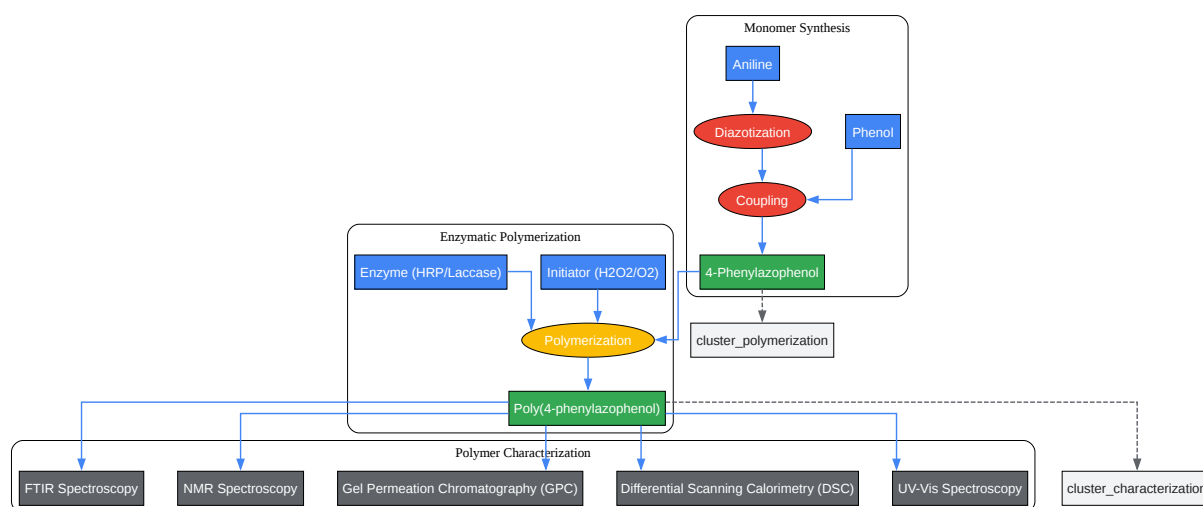 Monomer Synthesis
Aniline
Diazotization
Phenol
Coupling
Enzymatic Polymerization
Enzyme (HRP/Laccase)
Initiator (H2O2/O2)
4-Phenylazophenol
Polymerization
cluster_polymerization
Poly(4-phenylazophenol)
Polymer Characterization
FTIR Spectroscopy
NMR Spectroscopy
Gel Permeation Chromatography (GPC)
Differential Scanning Calorimetry (DSC)
UV-Vis Spectroscopy
cluster_characterization